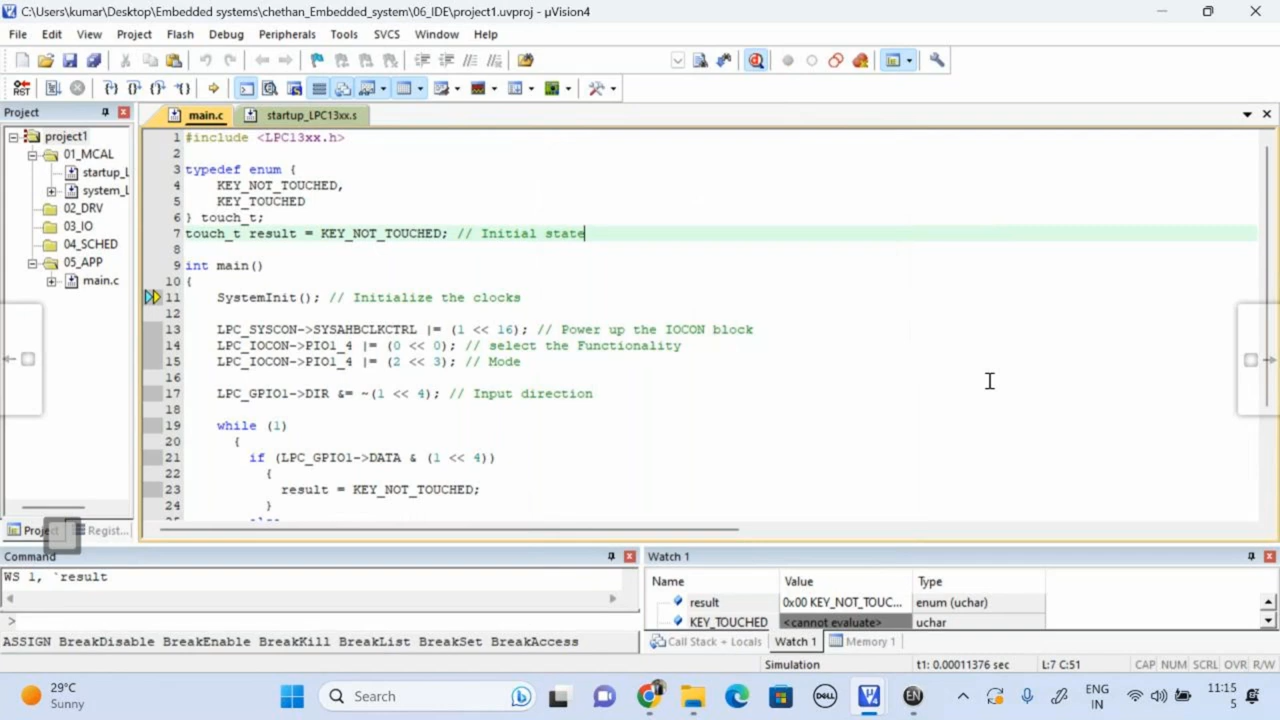 C:\Users\kumar\Desktop\Embedded systems\chethan_Embedded_system\06_IDE\project1.uvproj - µVision4
File Edit View Project Flash Debug Peripherals Tools SVCS Window Help
RST
Project
main.c startup_LPC13xx.s
project1
01_MCAL
startup_L
system_L
02_DRV
03_IO
04_SCHED
05_APP
main.c
1 #include <LPC13xx.h>
2
3 typedef enum {
4 KEY_NOT_TOUCHED,
5 KEY_TOUCHED
6 } touch_t;
7 touch_t result = KEY_NOT_TOUCHED; // Initial state
8
9 int main()
10 {
11 SystemInit(); // Initialize the clocks
12
13 LPC_SYSCON->SYSAHBCLKCTRL |= (1 << 16); // Power up the IOCON block
14 LPC_IOCON->PIO1_4 |= (0 << 0); // select the Functionality
15 LPC_IOCON->PIO1_4 |= (2 << 3); // Mode
16
17 LPC_GPIO1->DIR &= ~(1 << 4); // Input direction
18
19 while (1)
20 {
21 if (LPC_GPIO1->DATA & (1 << 4))
22 {
23 result = KEY_NOT_TOUCHED;
24 }
Regist...
Command
WS 1, `result
>
ASSIGN BreakDisable BreakEnable BreakKill BreakList BreakSet BreakAccess
Watch 1
Name Value Type
result 0x00 KEY_NOT_TOUC... enum (uchar)
KEY_TOUCHED <cannot evaluate> uchar
Call Stack + Locals Watch 1 Memory 1
Simulation t1: 0.00011376 sec L:7 C:51 CAP NUM SCRL OVR R/W
29°C
Sunny
Search
DELL
EN
ENG
IN
11:15
5